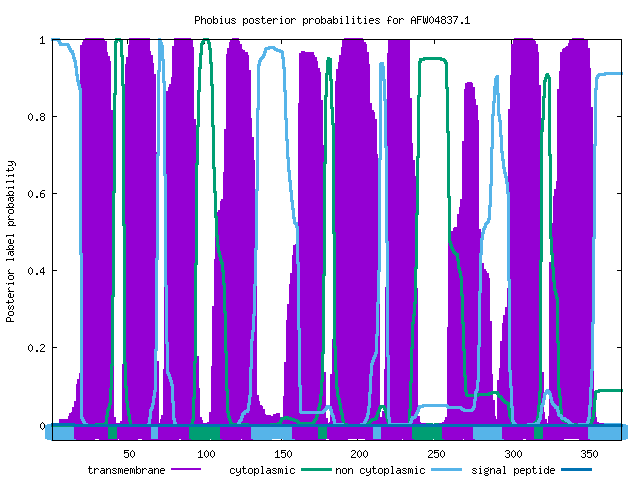 Phobius posterior probabilities for AFW04837.1
1
0.8
0.6
0.4
0.2
0
Posterior label probability
50 100 150 200 250 300 350
transmembrane cytoplasmic non cytoplasmic signal peptide